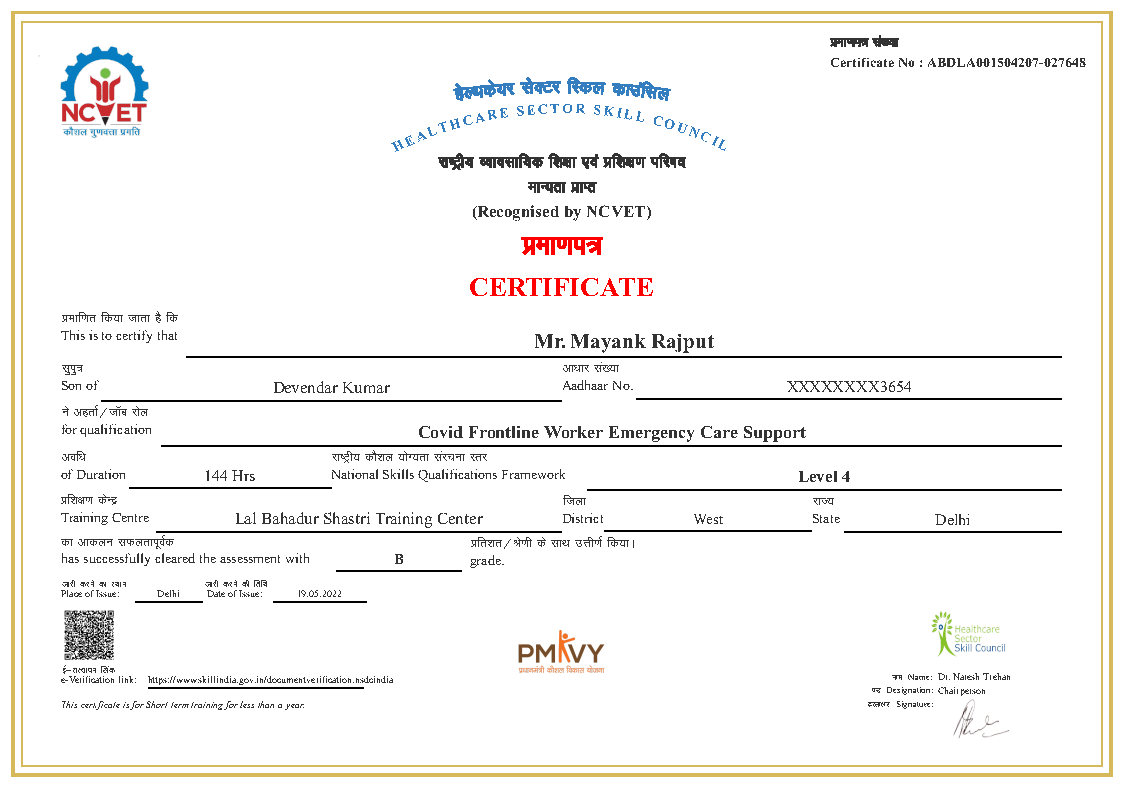 प्रमाणपत्र संख्या
Certificate No : ABDLA001504207-027648
NCVET
कौशल गुणवत्ता प्रगति
हेल्थकेयर सेक्टर स्किल काउंसिल
HEALTHCARE SECTOR SKILL COUNCIL
राष्ट्रीय व्यावसायिक शिक्षा एवं प्रशिक्षण परिषद
मान्यता प्राप्त
(Recognised by NCVET)
प्रमाणपत्र
CERTIFICATE
प्रमाणित किया जाता है कि
This is to certify that Mr. Mayank Rajput
सुपुत्र आधार संख्या
Son of Devendar Kumar Aadhaar No. XXXXXXXX3654
ने अहर्ता/जॉब रोल
for qualification Covid Frontline Worker Emergency Care Support
अवधि राष्ट्रीय कौशल योग्यता संरचना स्तर
of Duration 144 Hrs National Skills Qualifications Framework Level 4
प्रशिक्षण केन्द्र जिला राज्य
Training Centre Lal Bahadur Shastri Training Center District West State Delhi
का आकलन सफलतापूर्वक प्रतिशत/श्रेणी के साथ उत्तीर्ण किया।
has successfully cleared the assessment with B grade.
जारी करने का स्थान जारी करने की तिथि
Place of Issue: Delhi Date of Issue: 19.05.2022
ई-सत्यापन लिंक
e-Verification link: https://www.skillindia.gov.in/documentverification.nsdcindia
This certificate is for Short term training for less than a year.
PMKVY
प्रधानमंत्री कौशल विकास योजना
Healthcare
Sector
Skill Council
नाम Name: Dr. Naresh Trehan
पद Designation: Chairperson
हस्ताक्षर Signature: